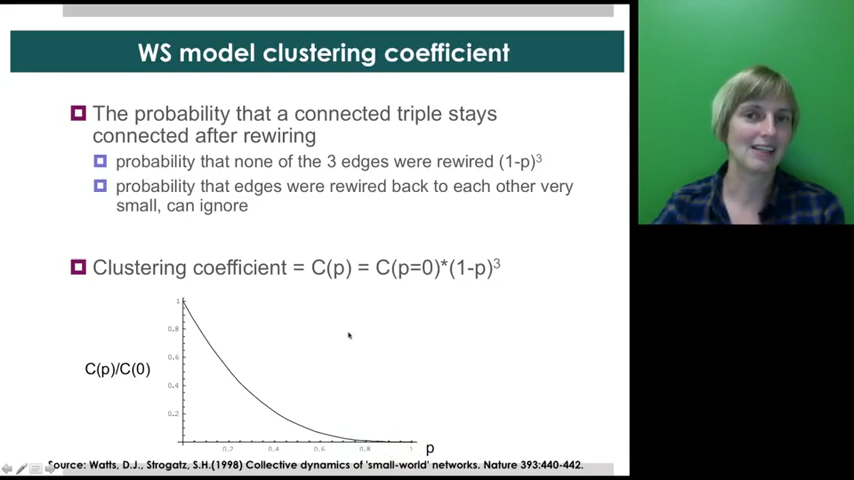 WS model clustering coefficient
The probability that a connected triple stays
connected after rewiring
probability that none of the 3 edges were rewired (1-p)³
probability that edges were rewired back to each other very
small, can ignore
Clustering coefficient = C(p) = C(p=0)*(1-p)³
1
0.8
0.6
C(p)/C(0)
0.4
0.2
0.2 0.4 0.6 0.8 1 p
Source: Watts, D.J., Strogatz, S.H.(1998) Collective dynamics of 'small-world' networks. Nature 393:440-442.